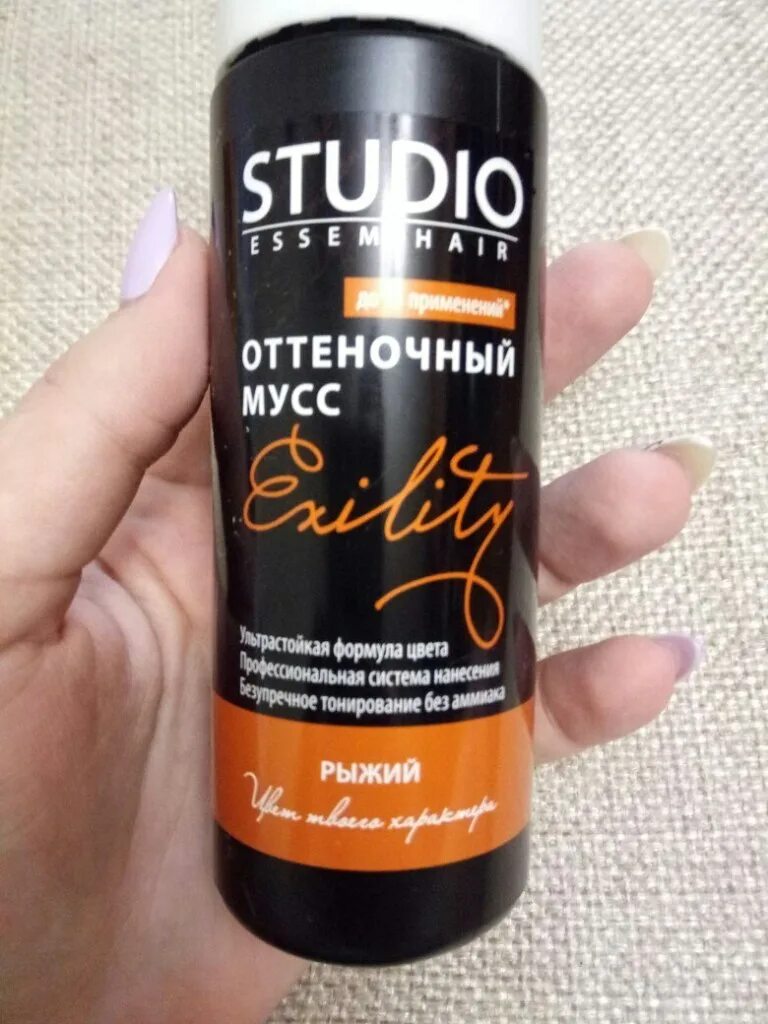 STUDIO
ESSEM HAIR
до применений*
ОТТЕНОЧНЫЙ
МУСС
Exility
Ультрастойкая формула цвета
Профессиональная система нанесения
Безупречное тонирование без аммиака
РЫЖИЙ
Цвет твоего характера